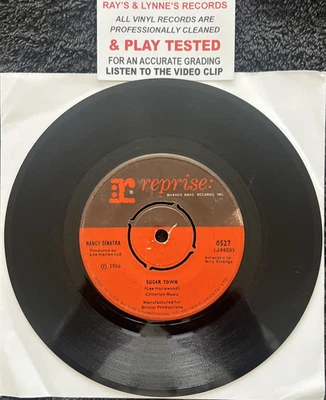 RAY'S & LYNNE'S RECORDS
ALL VINYL RECORDS ARE
PROFESSIONALLY CLEANED
& PLAY TESTED
FOR AN ACCURATE GRADING
LISTEN TO THE VIDEO CLIP
r reprise:
WARNER BROS. RECORDS INC.
NANCY SINATRA
Produced by
Lee Hazlewood
℗ 1966
0527
Arranged by
Billy Strange
SUGAR TOWN
(Lee Hazlewood)
Criterion Music
Manufactured for